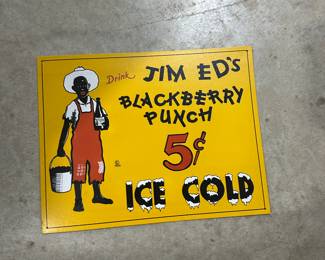 Drink JIM ED'S
BLACKBERRY
PUNCH
5¢
ICE COLD